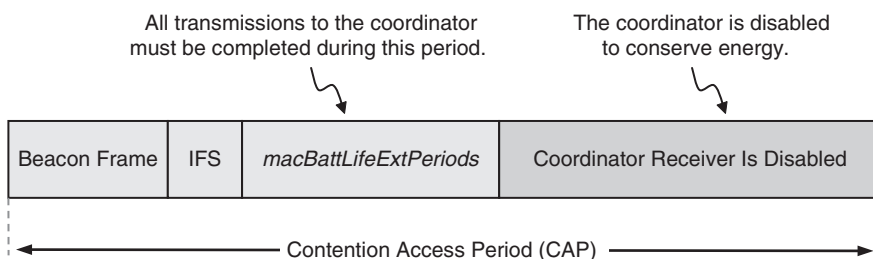 All transmissions to the coordinator
must be completed during this period.
The coordinator is disabled
to conserve energy.
Beacon Frame
IFS
macBattLifeExtPeriods
Coordinator Receiver Is Disabled
Contention Access Period (CAP)